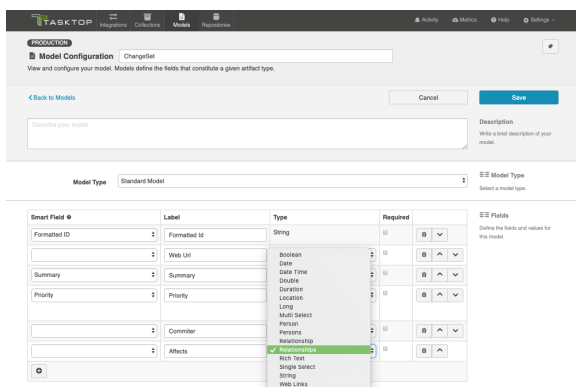 TASKTOP
Integrations
Collections
Models
Repositories
Activity
Metrics
Help
Settings
PRODUCTION
Model Configuration
ChangeSet
View and configure your model. Models define the fields that constitute a given artifact type.
Back to Models
Cancel
Save
Describe your model
Description
Write a brief description of your
model.
Model Type
Standard Model
Model Type
Select a model type.
Smart Field
Label
Type
Required
Fields
Define the fields and values for
this model.
Formatted ID
Formatted Id
String
Web Url
Summary
Summary
Priority
Priority
Commiter
Affects
Boolean
Date
Date Time
Double
Duration
Location
Long
Multi Select
Person
Persons
Relationship
✓ Relationships
Rich Text
Single Select
String
Web Links